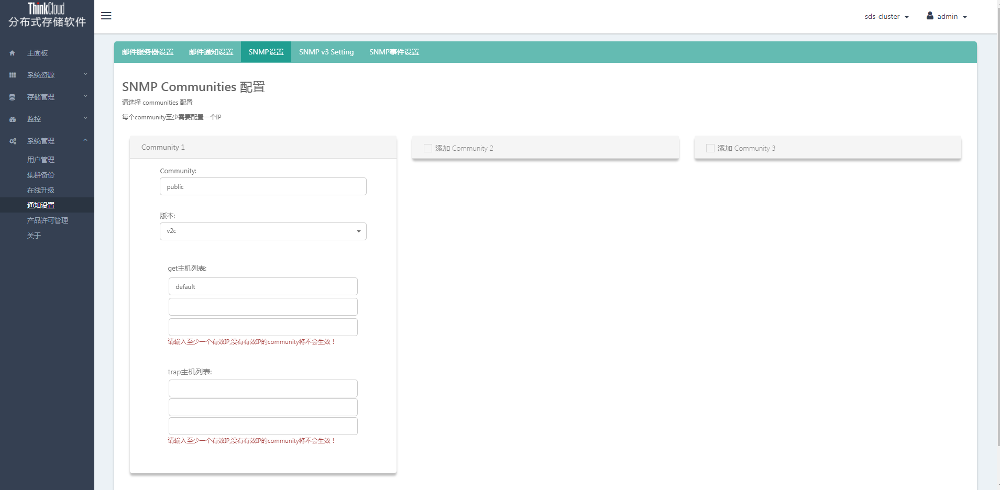 ThinkCloud
分布式存储软件
主面板
系统资源
存储管理
监控
系统管理
用户管理
集群备份
在线升级
通知设置
产品许可管理
关于
sds-cluster
admin
邮件服务器设置
邮件通知设置
SNMP设置
SNMP v3 Setting
SNMP事件设置
SNMP Communities 配置
请选择 communities 配置
每个community至少需要配置一个IP
Community 1
Community:
public
版本:
v2c
get主机列表:
default
请输入至少一个有效IP,没有有效IP的community将不会生效！
trap主机列表:
请输入至少一个有效IP,没有有效IP的community将不会生效！
添加 Community 2
添加 Community 3